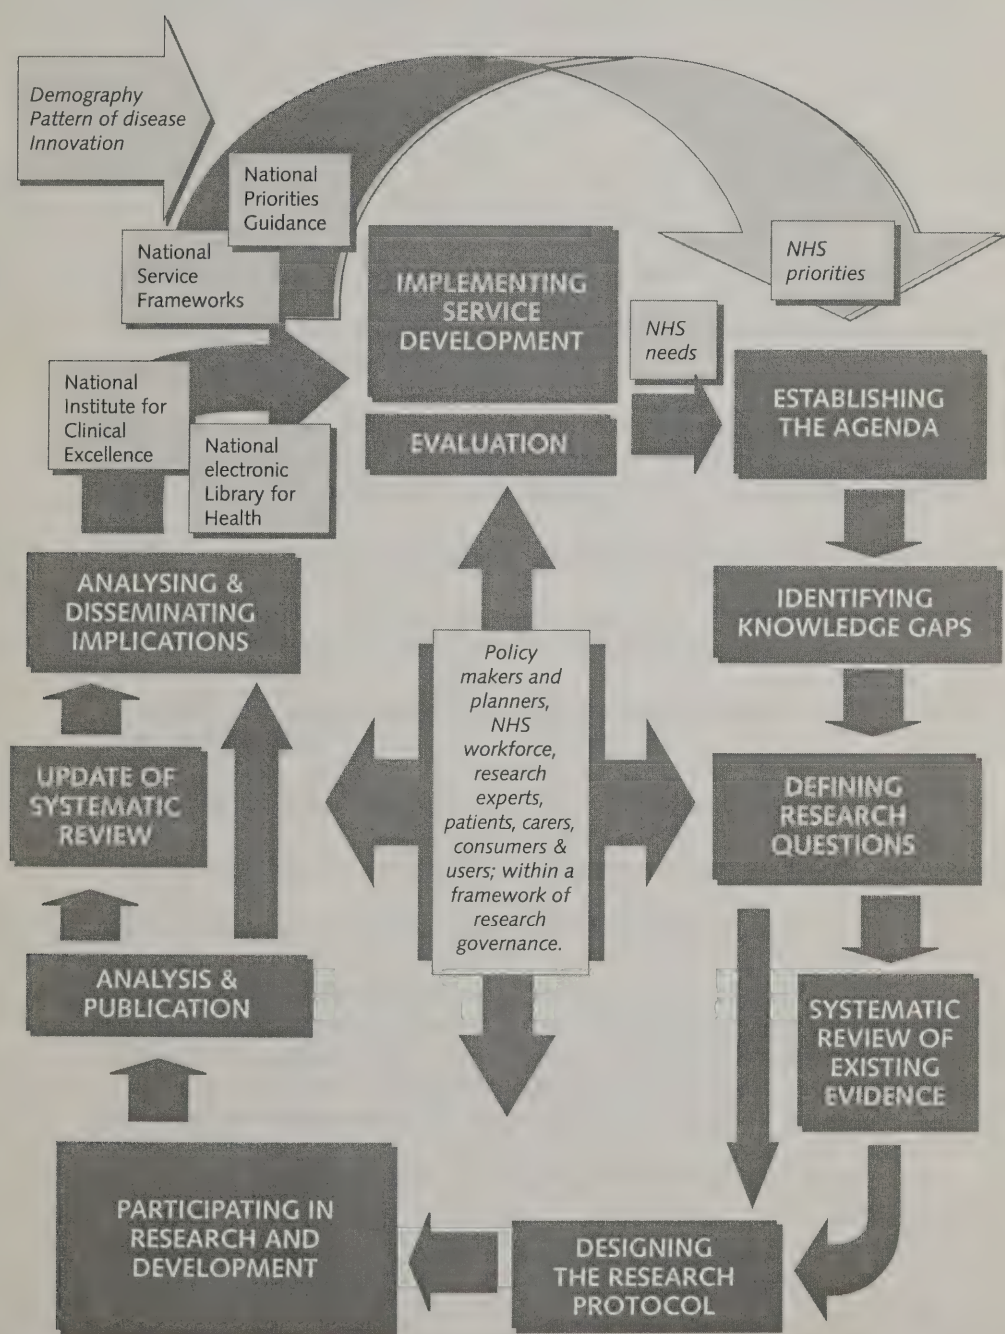 Demography
Pattern of disease
Innovation
National
Priorities
Guidance
National
Service
Frameworks
NHS
priorities
IMPLEMENTING
SERVICE
DEVELOPMENT
NHS
needs
National
Institute for
Clinical
Excellence
ESTABLISHING
THE AGENDA
EVALUATION
National
electronic
Library for
Health
ANALYSING &
DISSEMINATING
IMPLICATIONS
IDENTIFYING
KNOWLEDGE GAPS
Policy
makers and
planners,
NHS
workforce,
research
experts,
patients, carers,
consumers &
users; within a
framework of
research
governance.
UPDATE OF
SYSTEMATIC
REVIEW
DEFINING
RESEARCH
QUESTIONS
ANALYSIS &
PUBLICATION
SYSTEMATIC
REVIEW OF
EXISTING
EVIDENCE
PARTICIPATING IN
RESEARCH AND
DEVELOPMENT
DESIGNING
THE RESEARCH
PROTOCOL